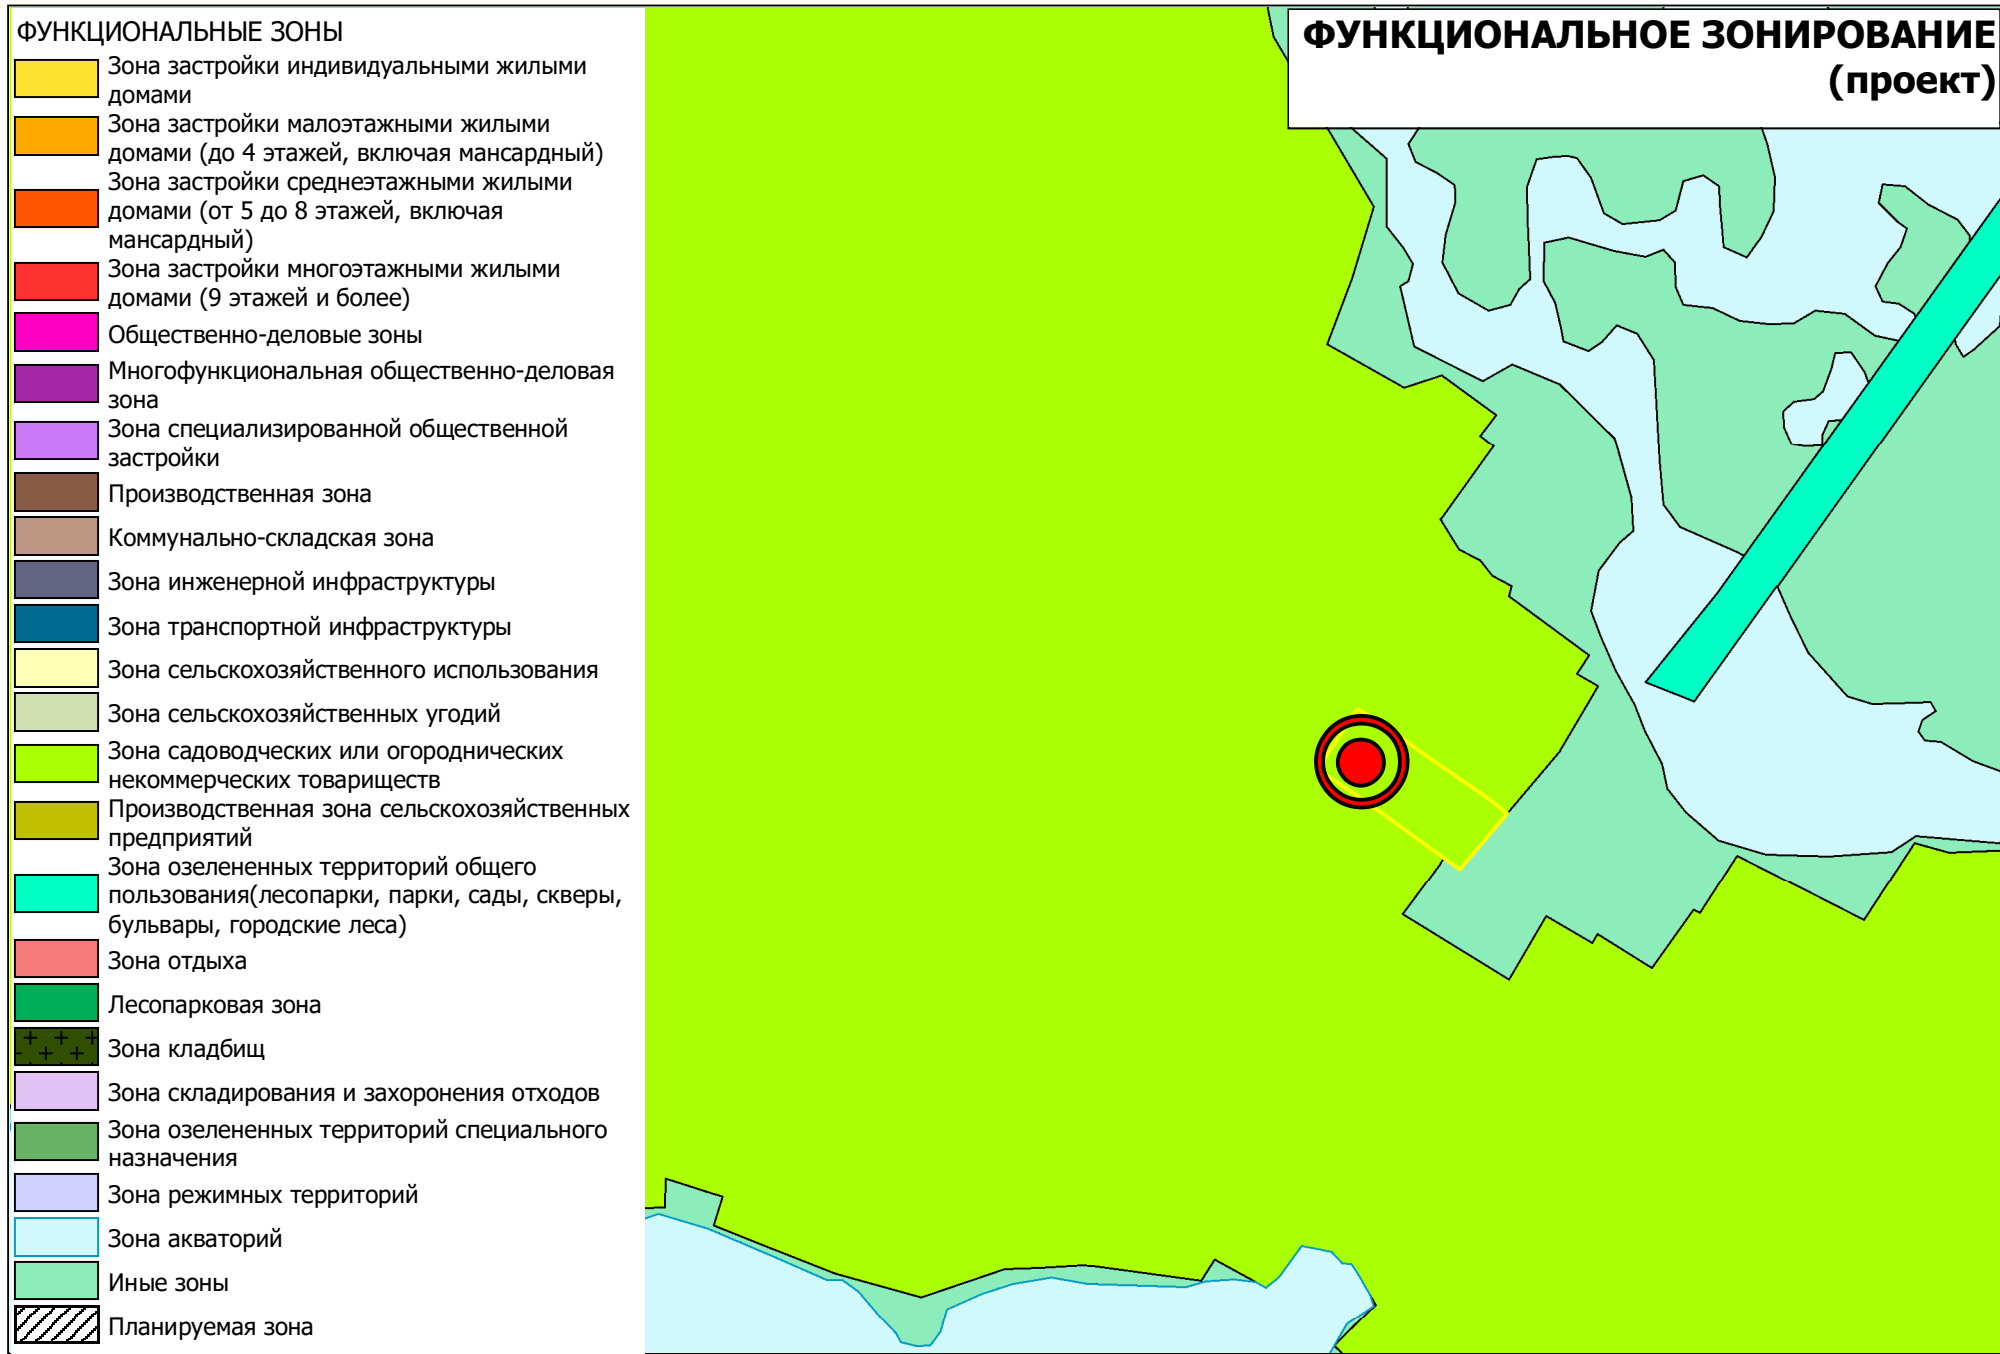 ФУНКЦИОНАЛЬНЫЕ ЗОНЫ
Зона застройки индивидуальными жилыми
домами
Зона застройки малоэтажными жилыми
домами (до 4 этажей, включая мансардный)
Зона застройки среднеэтажными жилыми
домами (от 5 до 8 этажей, включая
мансардный)
Зона застройки многоэтажными жилыми
домами (9 этажей и более)
Общественно-деловые зоны
Многофункциональная общественно-деловая
зона
Зона специализированной общественной
застройки
Производственная зона
Коммунально-складская зона
Зона инженерной инфраструктуры
Зона транспортной инфраструктуры
Зона сельскохозяйственного использования
Зона сельскохозяйственных угодий
Зона садоводческих или огороднических
некоммерческих товариществ
Производственная зона сельскохозяйственных
предприятий
Зона озелененных территорий общего
пользования(лесопарки, парки, сады, скверы,
бульвары, городские леса)
Зона отдыха
Лесопарковая зона
Зона кладбищ
Зона складирования и захоронения отходов
Зона озелененных территорий специального
назначения
Зона режимных территорий
Зона акваторий
Иные зоны
Планируемая зона
ФУНКЦИОНАЛЬНОЕ ЗОНИРОВАНИЕ
(проект)